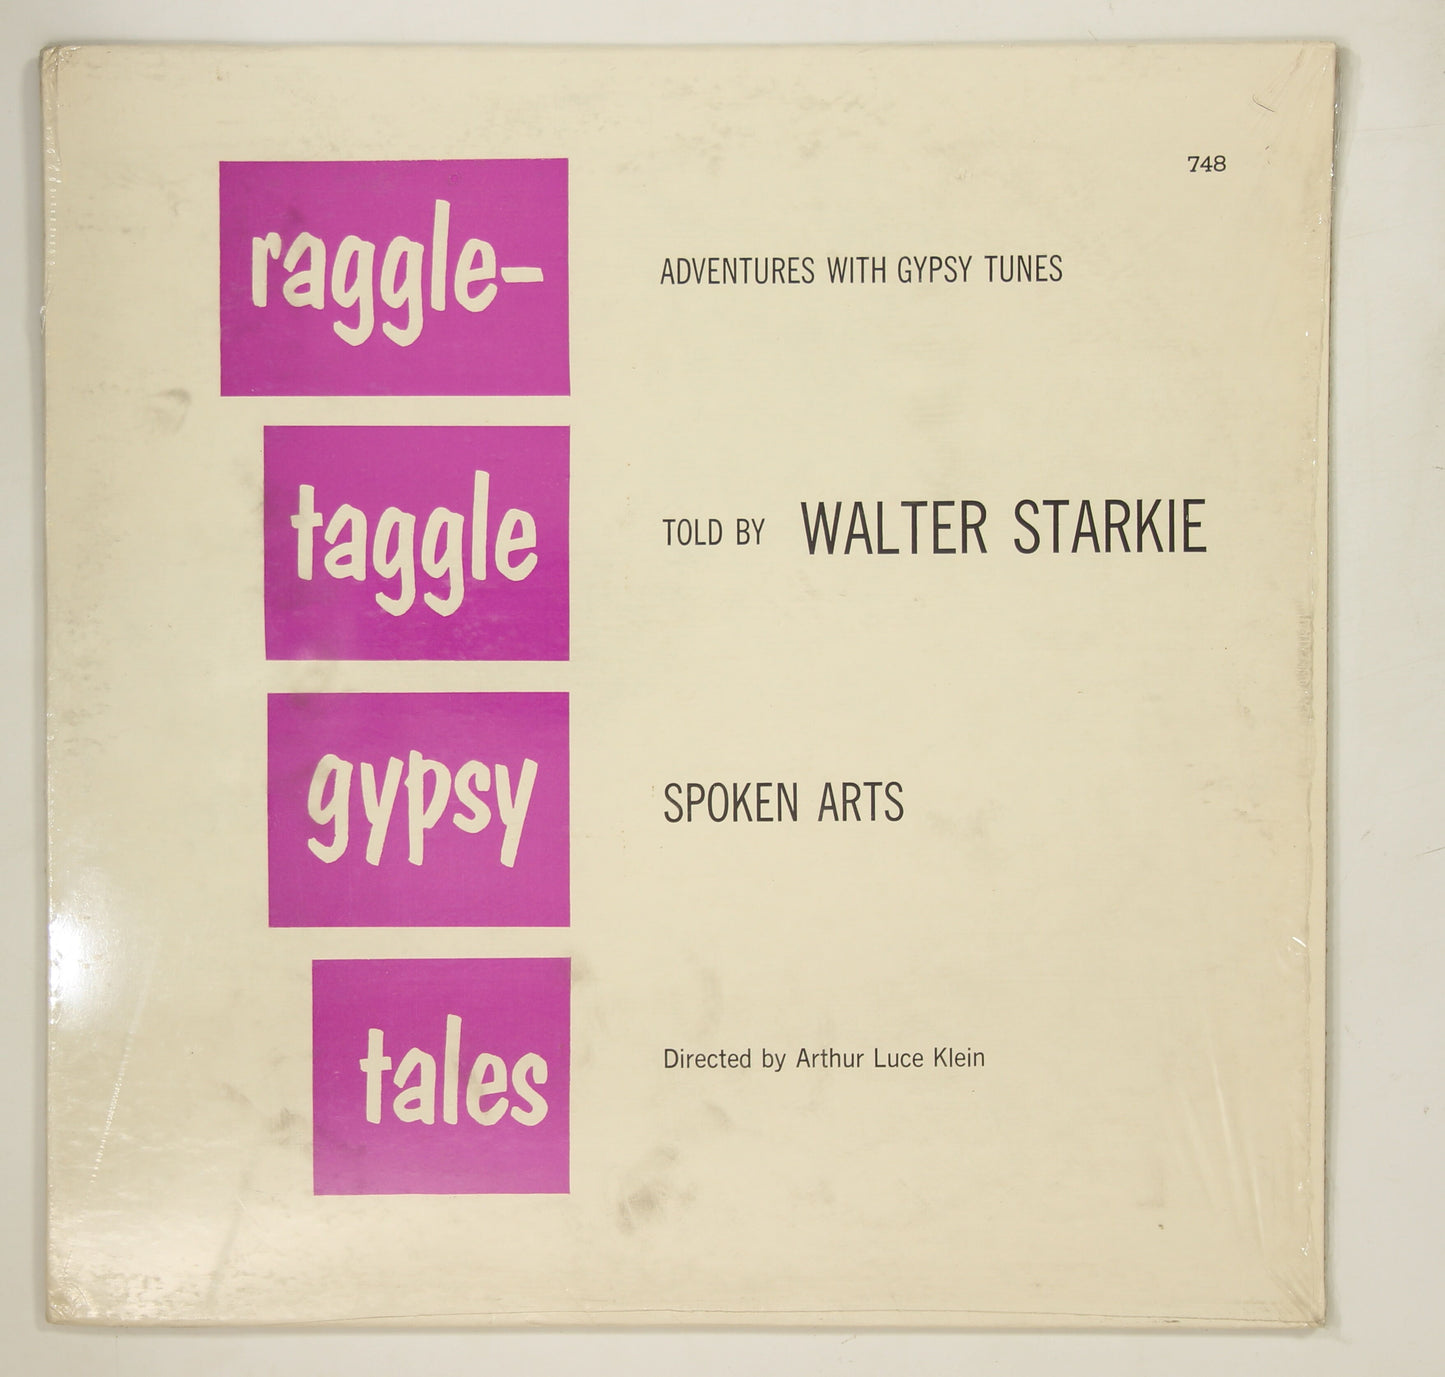 748
raggle-
ADVENTURES WITH GYPSY TUNES
taggle
TOLD BY WALTER STARKIE
gypsy
SPOKEN ARTS
tales
Directed by Arthur Luce Klein